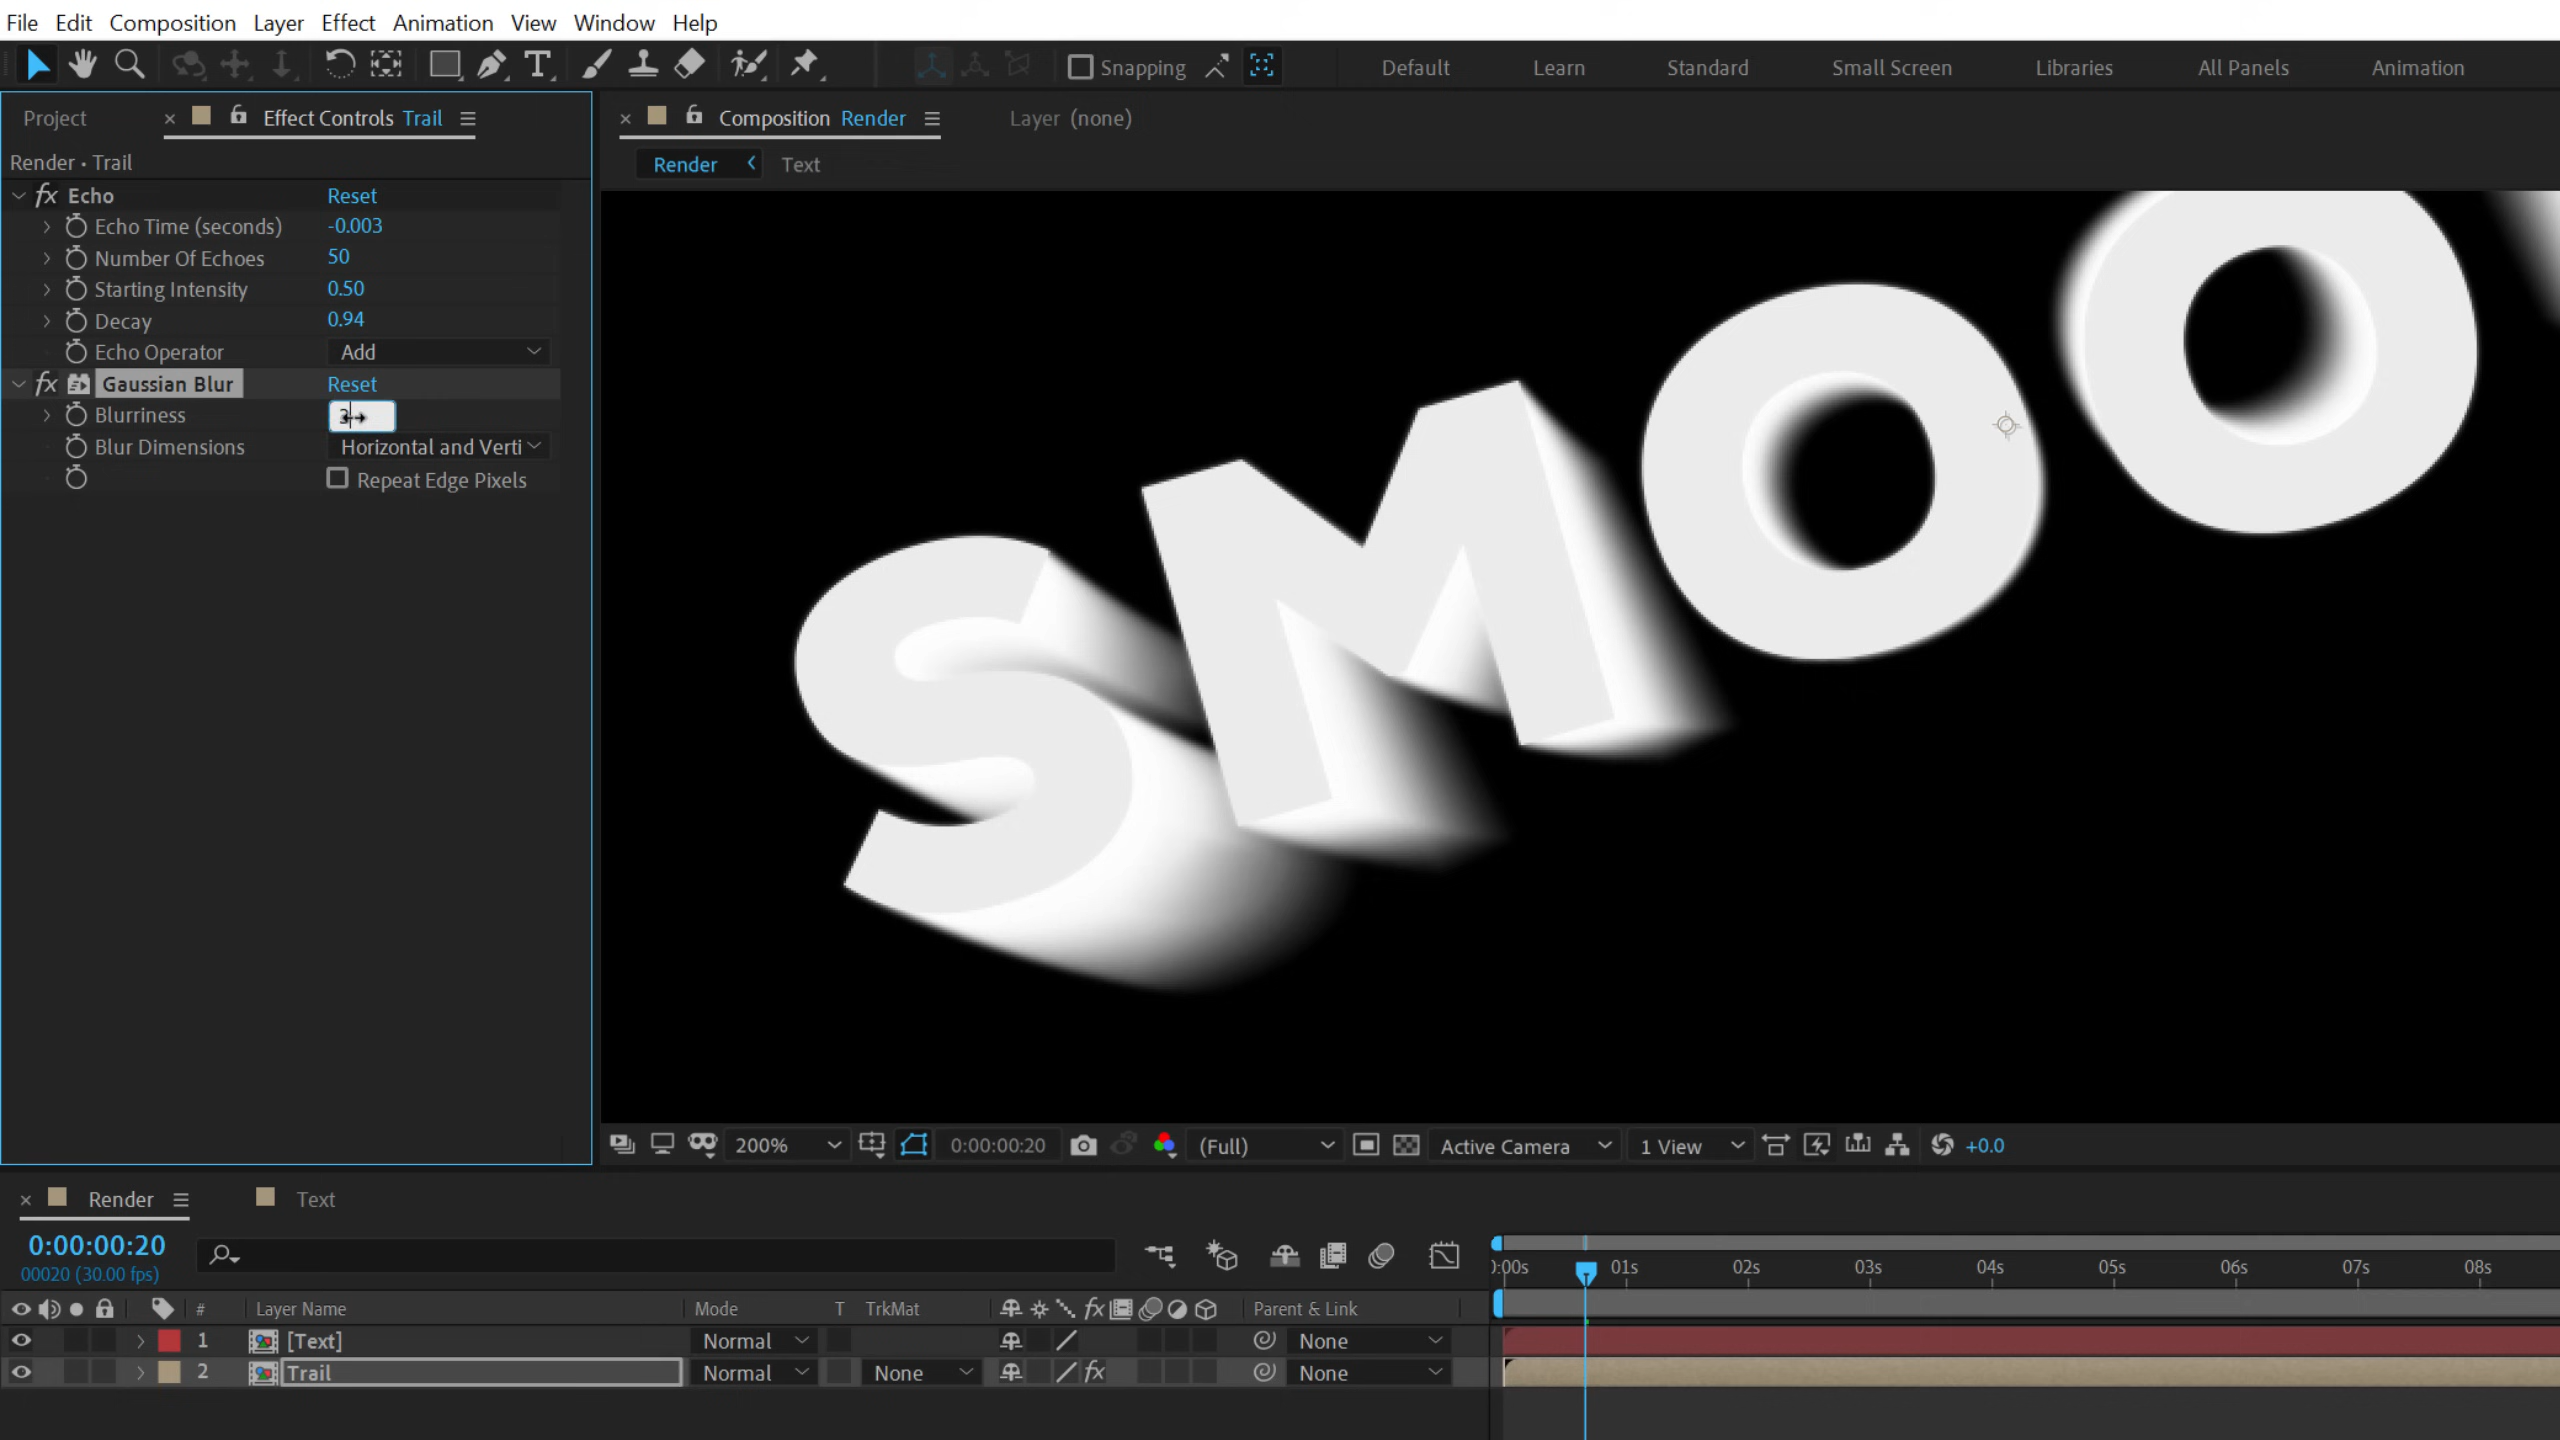 File Edit Composition Layer Effect Animation View Window Help
Snapping Default Learn Standard Small Screen Libraries All Panels Animation
Project × Effect Controls Trail
Render • Trail
fx Echo Reset
Echo Time (seconds) -0.003
Number Of Echoes 50
Starting Intensity 0.50
Decay 0.94
Echo Operator Add
fx Gaussian Blur Reset
Blurriness
Blur Dimensions Horizontal and Verti
Repeat Edge Pixels
× Composition Render Layer (none)
Render Text
SMOO
200% 0:00:00:20 (Full) Active Camera 1 View +0.0
× Render Text
0:00:00:20
00020 (30.00 fps)
:00s 01s 02s 03s 04s 05s 06s 07s 08s
# Layer Name Mode T TrkMat fx Parent & Link
1 [Text] Normal None
2 Trail Normal None fx None